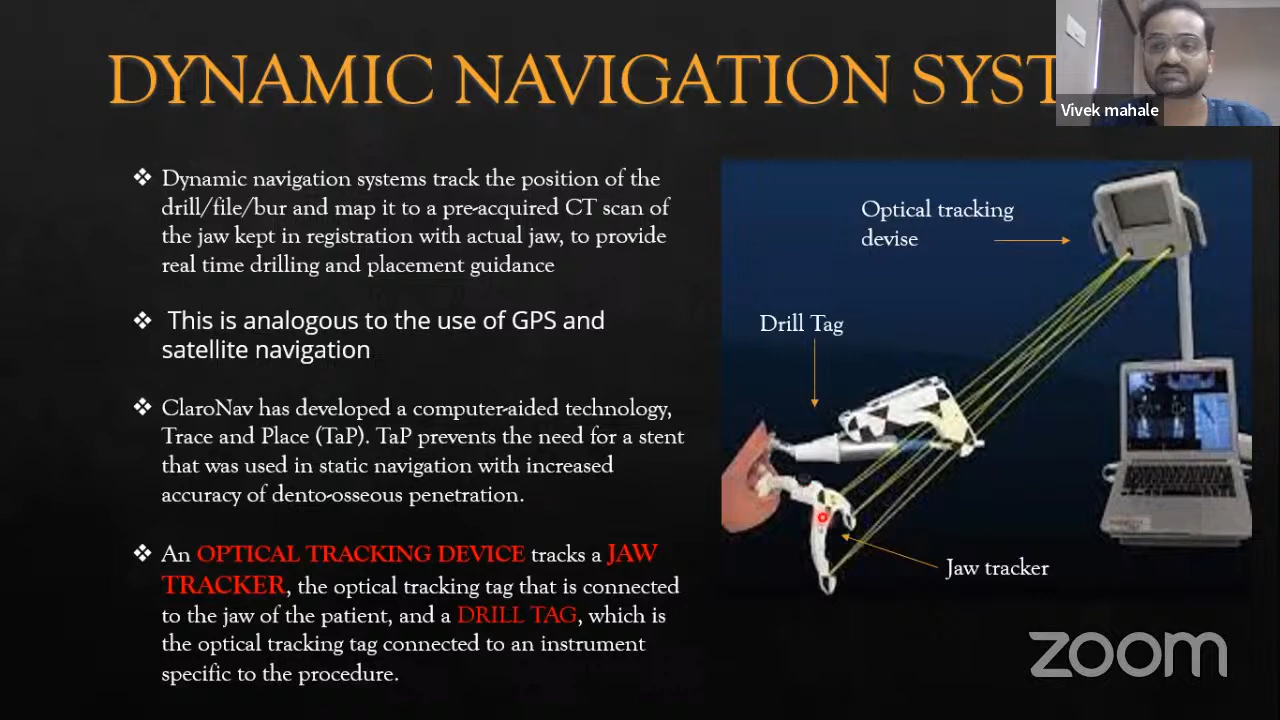 DYNAMIC NAVIGATION SYST
Vivek mahale
❖ Dynamic navigation systems track the position of the
drill/file/bur and map it to a pre-acquired CT scan of
the jaw kept in registration with actual jaw, to provide
real time drilling and placement guidance
❖ This is analogous to the use of GPS and
satellite navigation
❖ ClaroNav has developed a computer-aided technology,
Trace and Place (TaP). TaP prevents the need for a stent
that was used in static navigation with increased
accuracy of dento-osseous penetration.
❖ An OPTICAL TRACKING DEVICE tracks a JAW
TRACKER, the optical tracking tag that is connected
to the jaw of the patient, and a DRILL TAG, which is
the optical tracking tag connected to an instrument
specific to the procedure.
Optical tracking
devise
Drill Tag
Jaw tracker
zoom